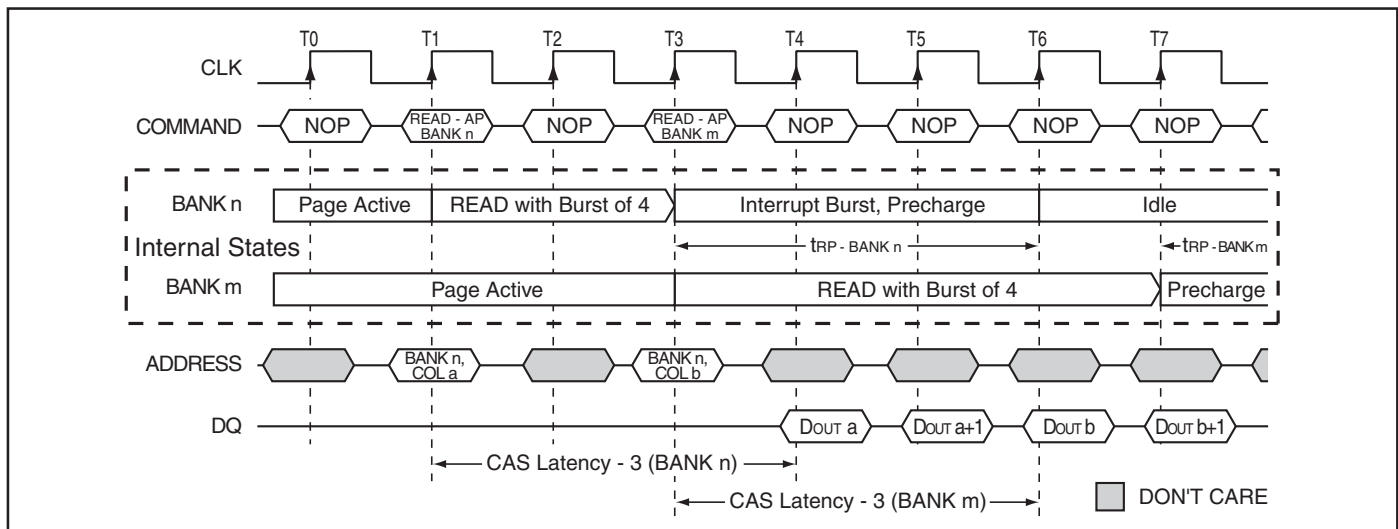 T0 T1 T2 T3 T4 T5 T6 T7
CLK
COMMAND NOP READ - AP BANK n NOP READ - AP BANK m NOP NOP NOP NOP
BANK n Page Active READ with Burst of 4 Interrupt Burst, Precharge Idle
Internal States tRP - BANK n tRP - BANK m
BANK m Page Active READ with Burst of 4 Precharge
ADDRESS BANK n, COL a BANK n, COL b
DQ DOUT a DOUT a+1 DOUT b DOUT b+1
CAS Latency - 3 (BANK n)
CAS Latency - 3 (BANK m) DON'T CARE